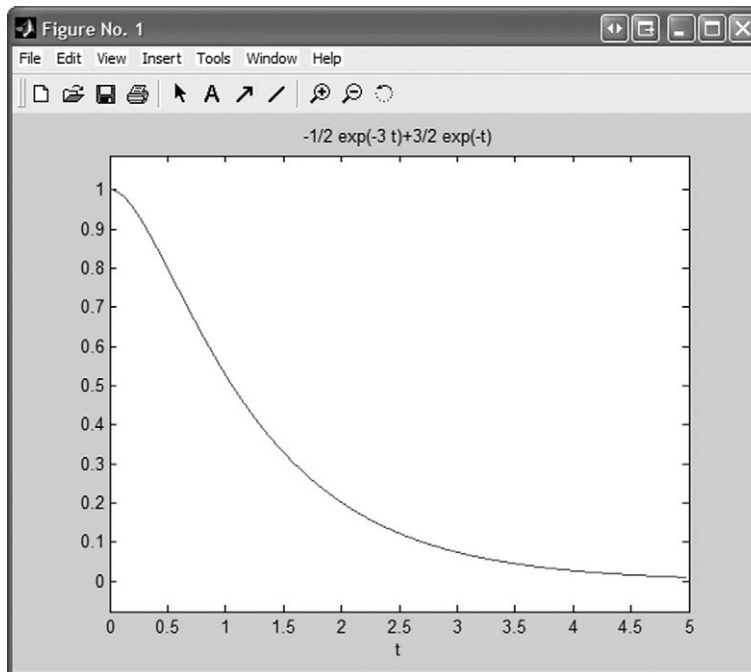 Figure No. 1
File Edit View Insert Tools Window Help
A
-1/2 exp(-3 t)+3/2 exp(-t)
1
0.9
0.8
0.7
0.6
0.5
0.4
0.3
0.2
0.1
0
0 0.5 1 1.5 2 2.5 3 3.5 4 4.5 5
t